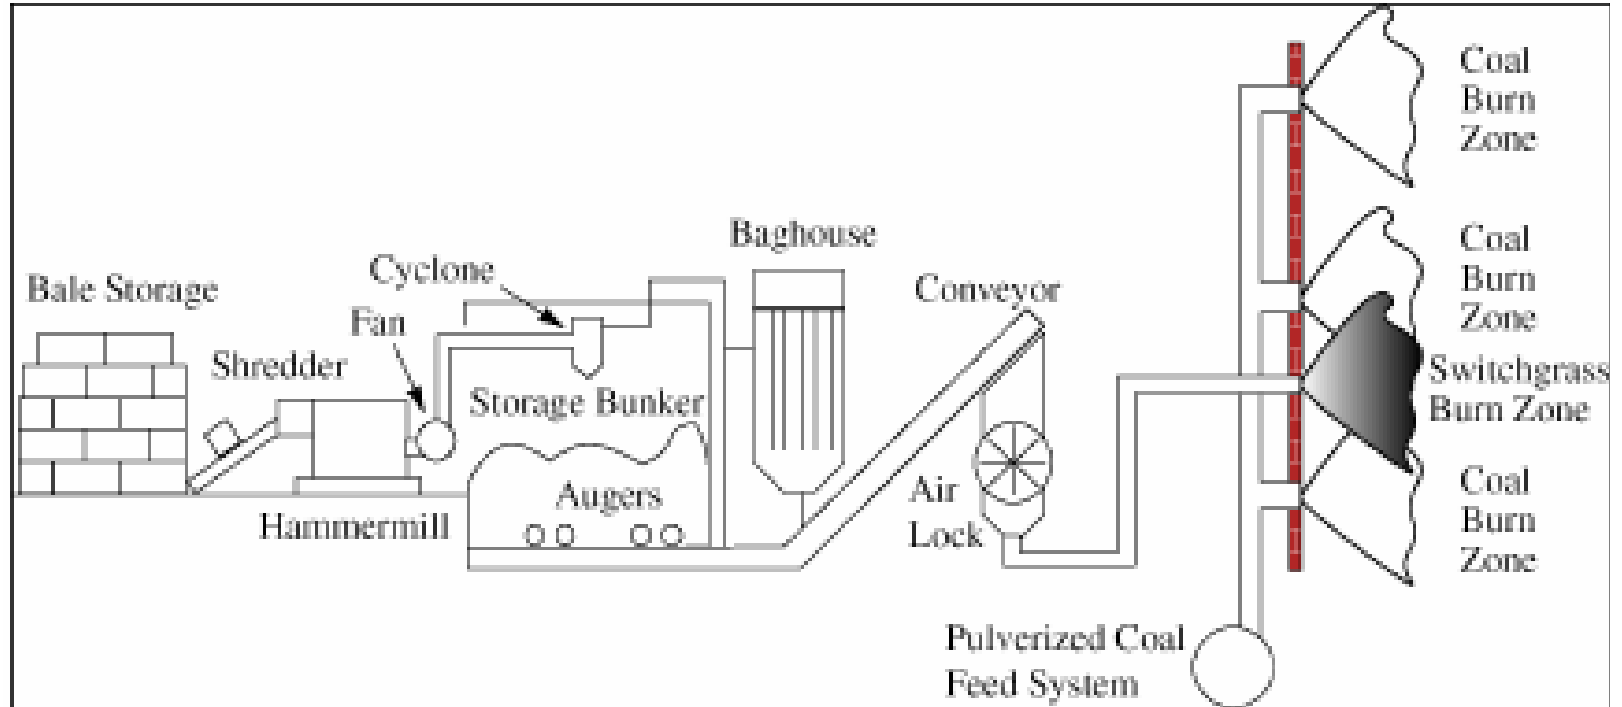 Bale Storage
Shredder
Hammermill
Fan
Cyclone
Storage Bunker
Augers
Baghouse
Conveyor
Air
Lock
Pulverized Coal
Feed System
Coal
Burn
Zone
Coal
Burn
Zone
Switchgrass
Burn Zone
Coal
Burn
Zone